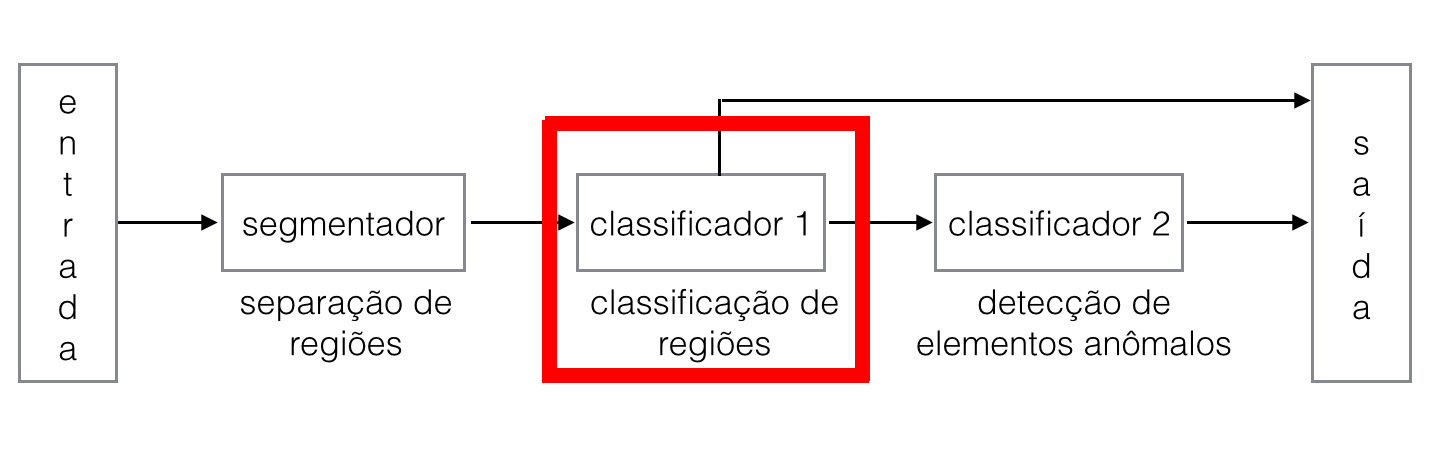 entrada
segmentador
separação de
regiões
classificador 1
classificação de
regiões
classificador 2
detecção de
elementos anômalos
saída